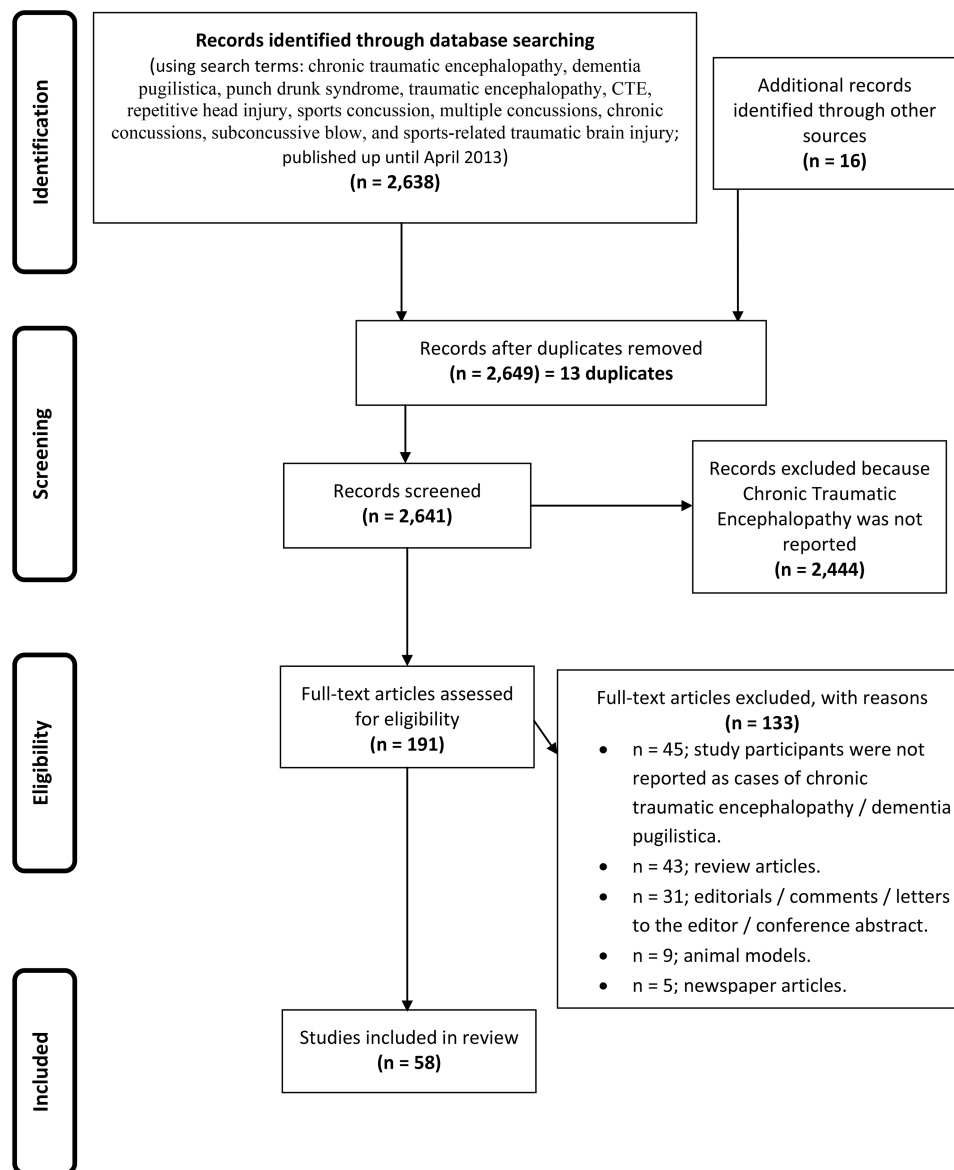 Identification
Records identified through database searching
(using search terms: chronic traumatic encephalopathy, dementia
pugilistica, punch drunk syndrome, traumatic encephalopathy, CTE,
repetitive head injury, sports concussion, multiple concussions, chronic
concussions, subconcussive blow, and sports-related traumatic brain injury;
published up until April 2013)
(n = 2,638)
Additional records
identified through other
sources
(n = 16)
Screening
Records after duplicates removed
(n = 2,649) = 13 duplicates
Records screened
(n = 2,641)
Records excluded because
Chronic Traumatic
Encephalopathy was not
reported
(n = 2,444)
Eligibility
Full-text articles assessed
for eligibility
(n = 191)
Full-text articles excluded, with reasons
(n = 133)
• n = 45; study participants were not
reported as cases of chronic
traumatic encephalopathy / dementia
pugilistica.
• n = 43; review articles.
• n = 31; editorials / comments / letters
to the editor / conference abstract.
• n = 9; animal models.
• n = 5; newspaper articles.
Included
Studies included in review
(n = 58)